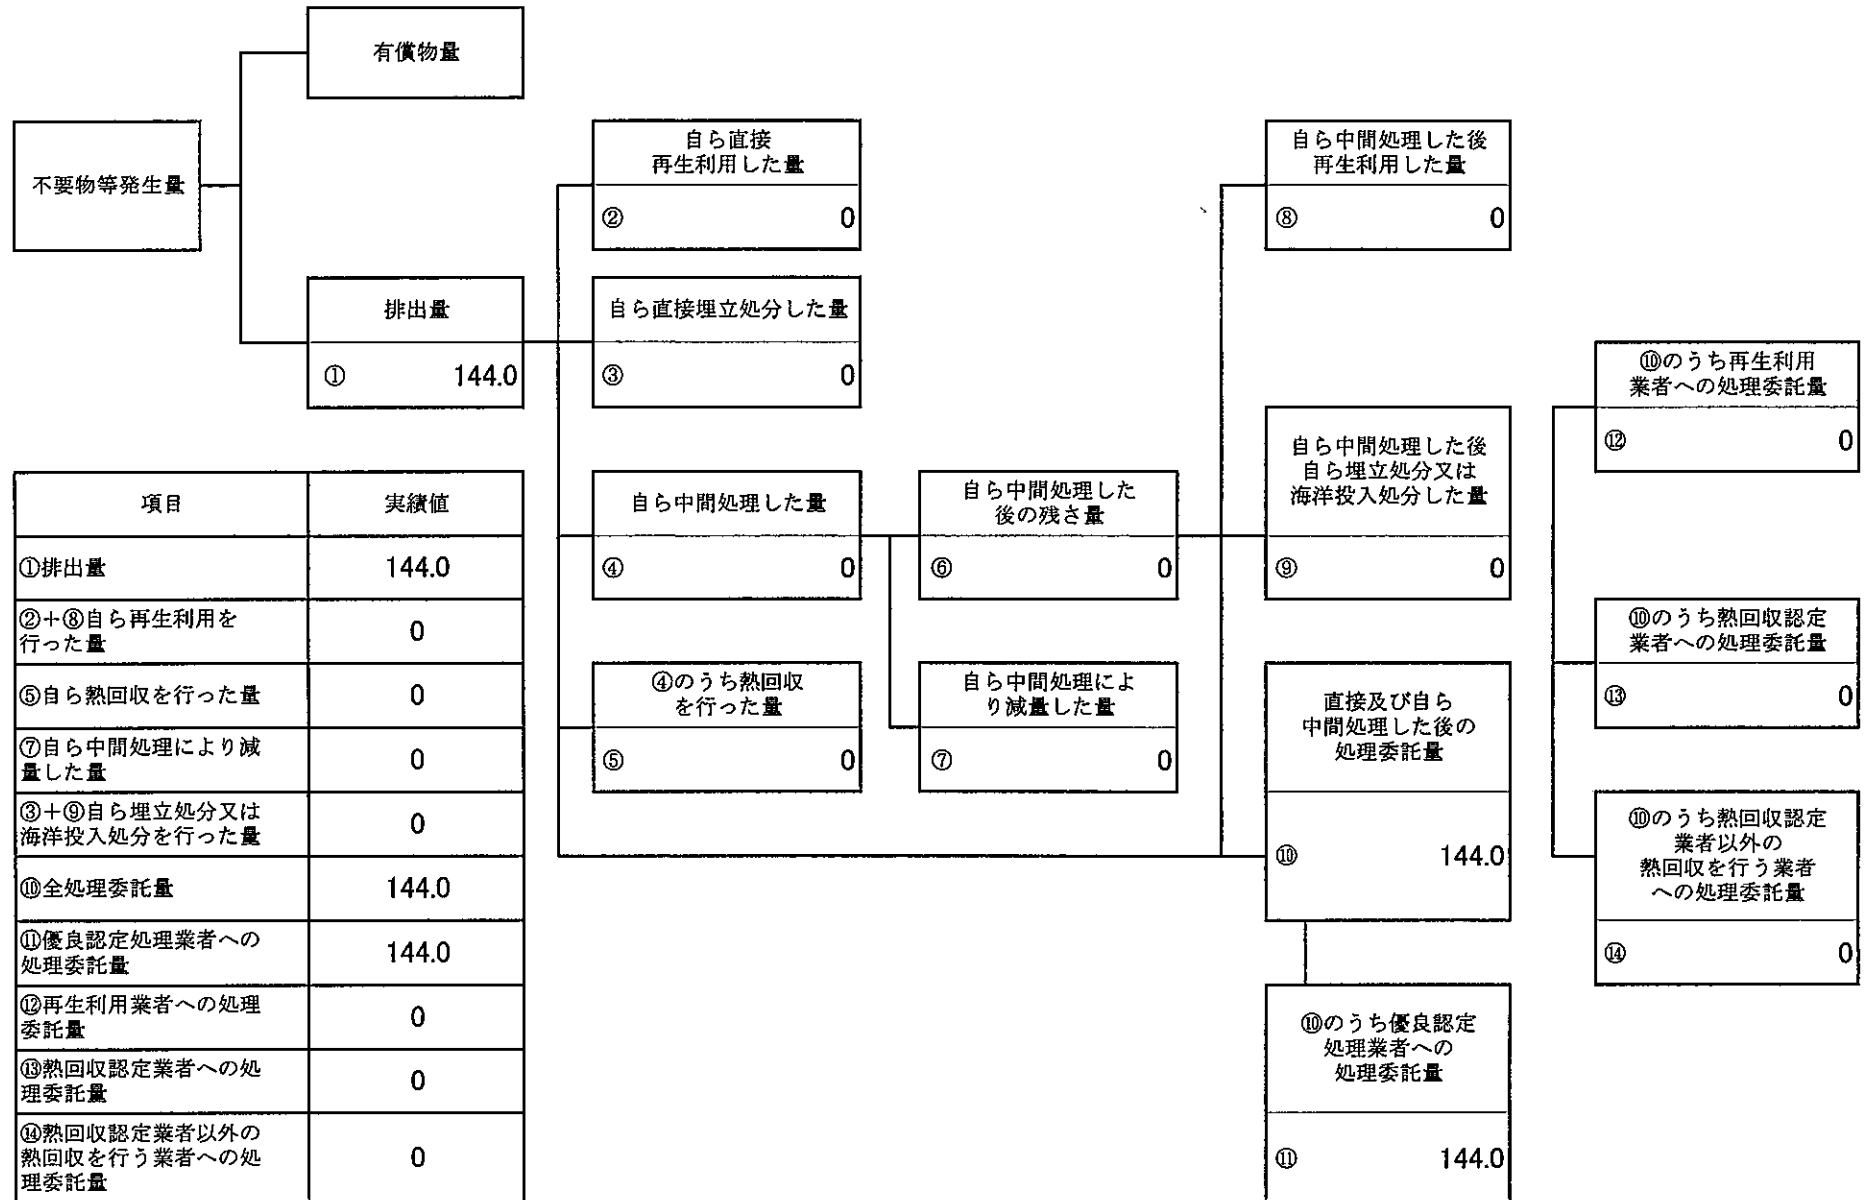 有償物量
不要物等発生量
排出量
① 144.0
自ら直接
再生利用した量
② 0
自ら直接埋立処分した量
③ 0
自ら中間処理した量
④ 0
④のうち熱回収
を行った量
⑤ 0
自ら中間処理した
後の残さ量
⑥ 0
自ら中間処理によ
り減量した量
⑦ 0
自ら中間処理した後
再生利用した量
⑧ 0
自ら中間処理した後
自ら埋立処分又は
海洋投入処分した量
⑨ 0
直接及び自ら
中間処理した後の
処理委託量
⑩ 144.0
⑩のうち優良認定
処理業者への
処理委託量
⑪ 144.0
⑩のうち再生利用
業者への処理委託量
⑫ 0
⑩のうち熱回収認定
業者への処理委託量
⑬ 0
⑩のうち熱回収認定
業者以外の
熱回収を行う業者
への処理委託量
⑭ 0
項目 実績値
①排出量 144.0
②+⑧自ら再生利用を
行った量 0
⑤自ら熱回収を行った量 0
⑦自ら中間処理により減
量した量 0
③+⑨自ら埋立処分又は
海洋投入処分を行った量 0
⑩全処理委託量 144.0
⑪優良認定処理業者への
処理委託量 144.0
⑫再生利用業者への処理
委託量 0
⑬熱回収認定業者への処
理委託量 0
⑭熱回収認定業者以外の
熱回収を行う業者への処
理委託量 0